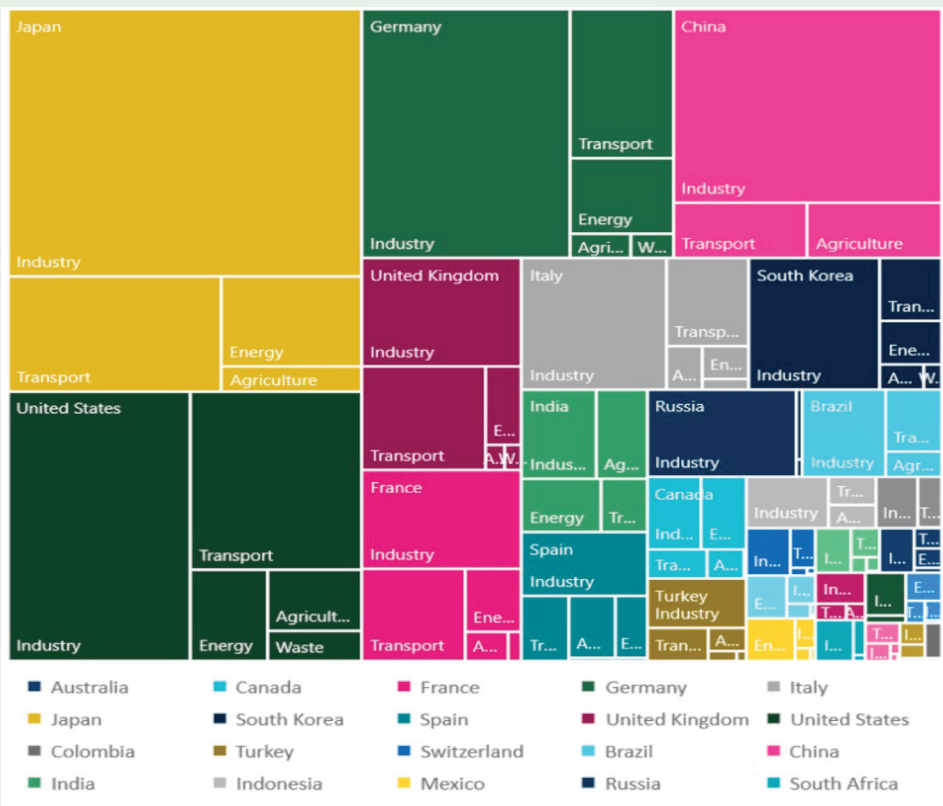 Japan
Industry
Transport
Energy
Agriculture
United States
Industry
Transport
Energy
Agricult...
Waste
Germany
Industry
Transport
Energy
Agri...
W...
China
Industry
Transport
Agriculture
United Kingdom
Industry
Transport
E...
A...
W...
France
Industry
Transport
Ene...
A...
Italy
Industry
Transp...
A...
En...
South Korea
Industry
Tran...
Ene...
A...
W...
India
Indus...
Ag...
Energy
Tr...
Spain
Industry
Tr...
A...
E...
Russia
Industry
Brazil
Industry
Tra...
Agr...
Canada
Ind...
E...
Tra...
A...
Turkey
Industry
Tran...
A...
Industry
Tr...
A...
In...
T...
In...
T...
I...
T...
I...
T...
E...
E...
I...
In...
T...
A...
I...
E...
T...
En...
I...
I...
T...
I...
I...
Australia Canada France Germany Italy
Japan South Korea Spain United Kingdom United States
Colombia Turkey Switzerland Brazil China
India Indonesia Mexico Russia South Africa